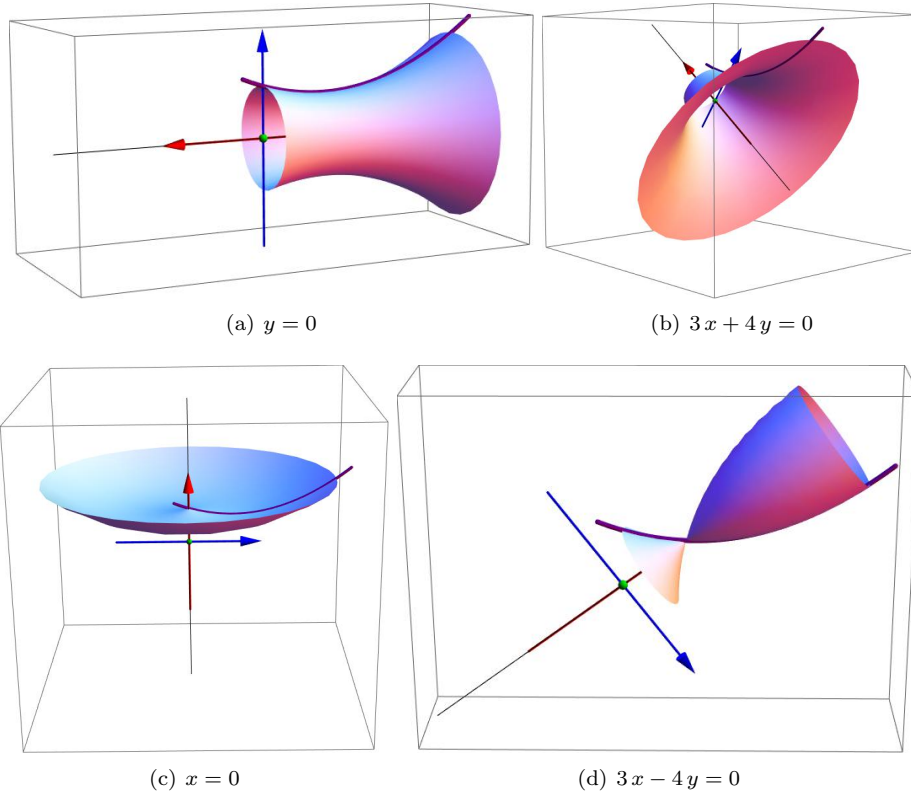 (a) y = 0
(b) 3 x + 4 y = 0
(c) x = 0
(d) 3 x − 4 y = 0